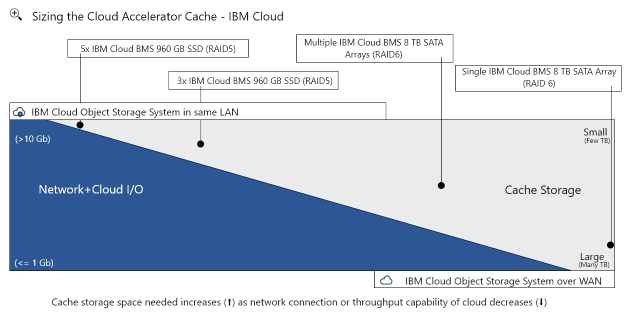 Sizing the Cloud Accelerator Cache - IBM Cloud
5x IBM Cloud BMS 960 GB SSD (RAID5)
Multiple IBM Cloud BMS 8 TB SATA
Arrays (RAID6)
3x IBM Cloud BMS 960 GB SSD (RAID5)
Single IBM Cloud BMS 8 TB SATA Array
(RAID 6)
IBM Cloud Object Storage System in same LAN
(>10 Gb)
Small
(Few TB)
Network+Cloud I/O
Cache Storage
(<= 1 Gb)
Large
(Many TB)
IBM Cloud Object Storage System over WAN
Cache storage space needed increases (⬆) as network connection or throughput capability of cloud decreases (⬇)